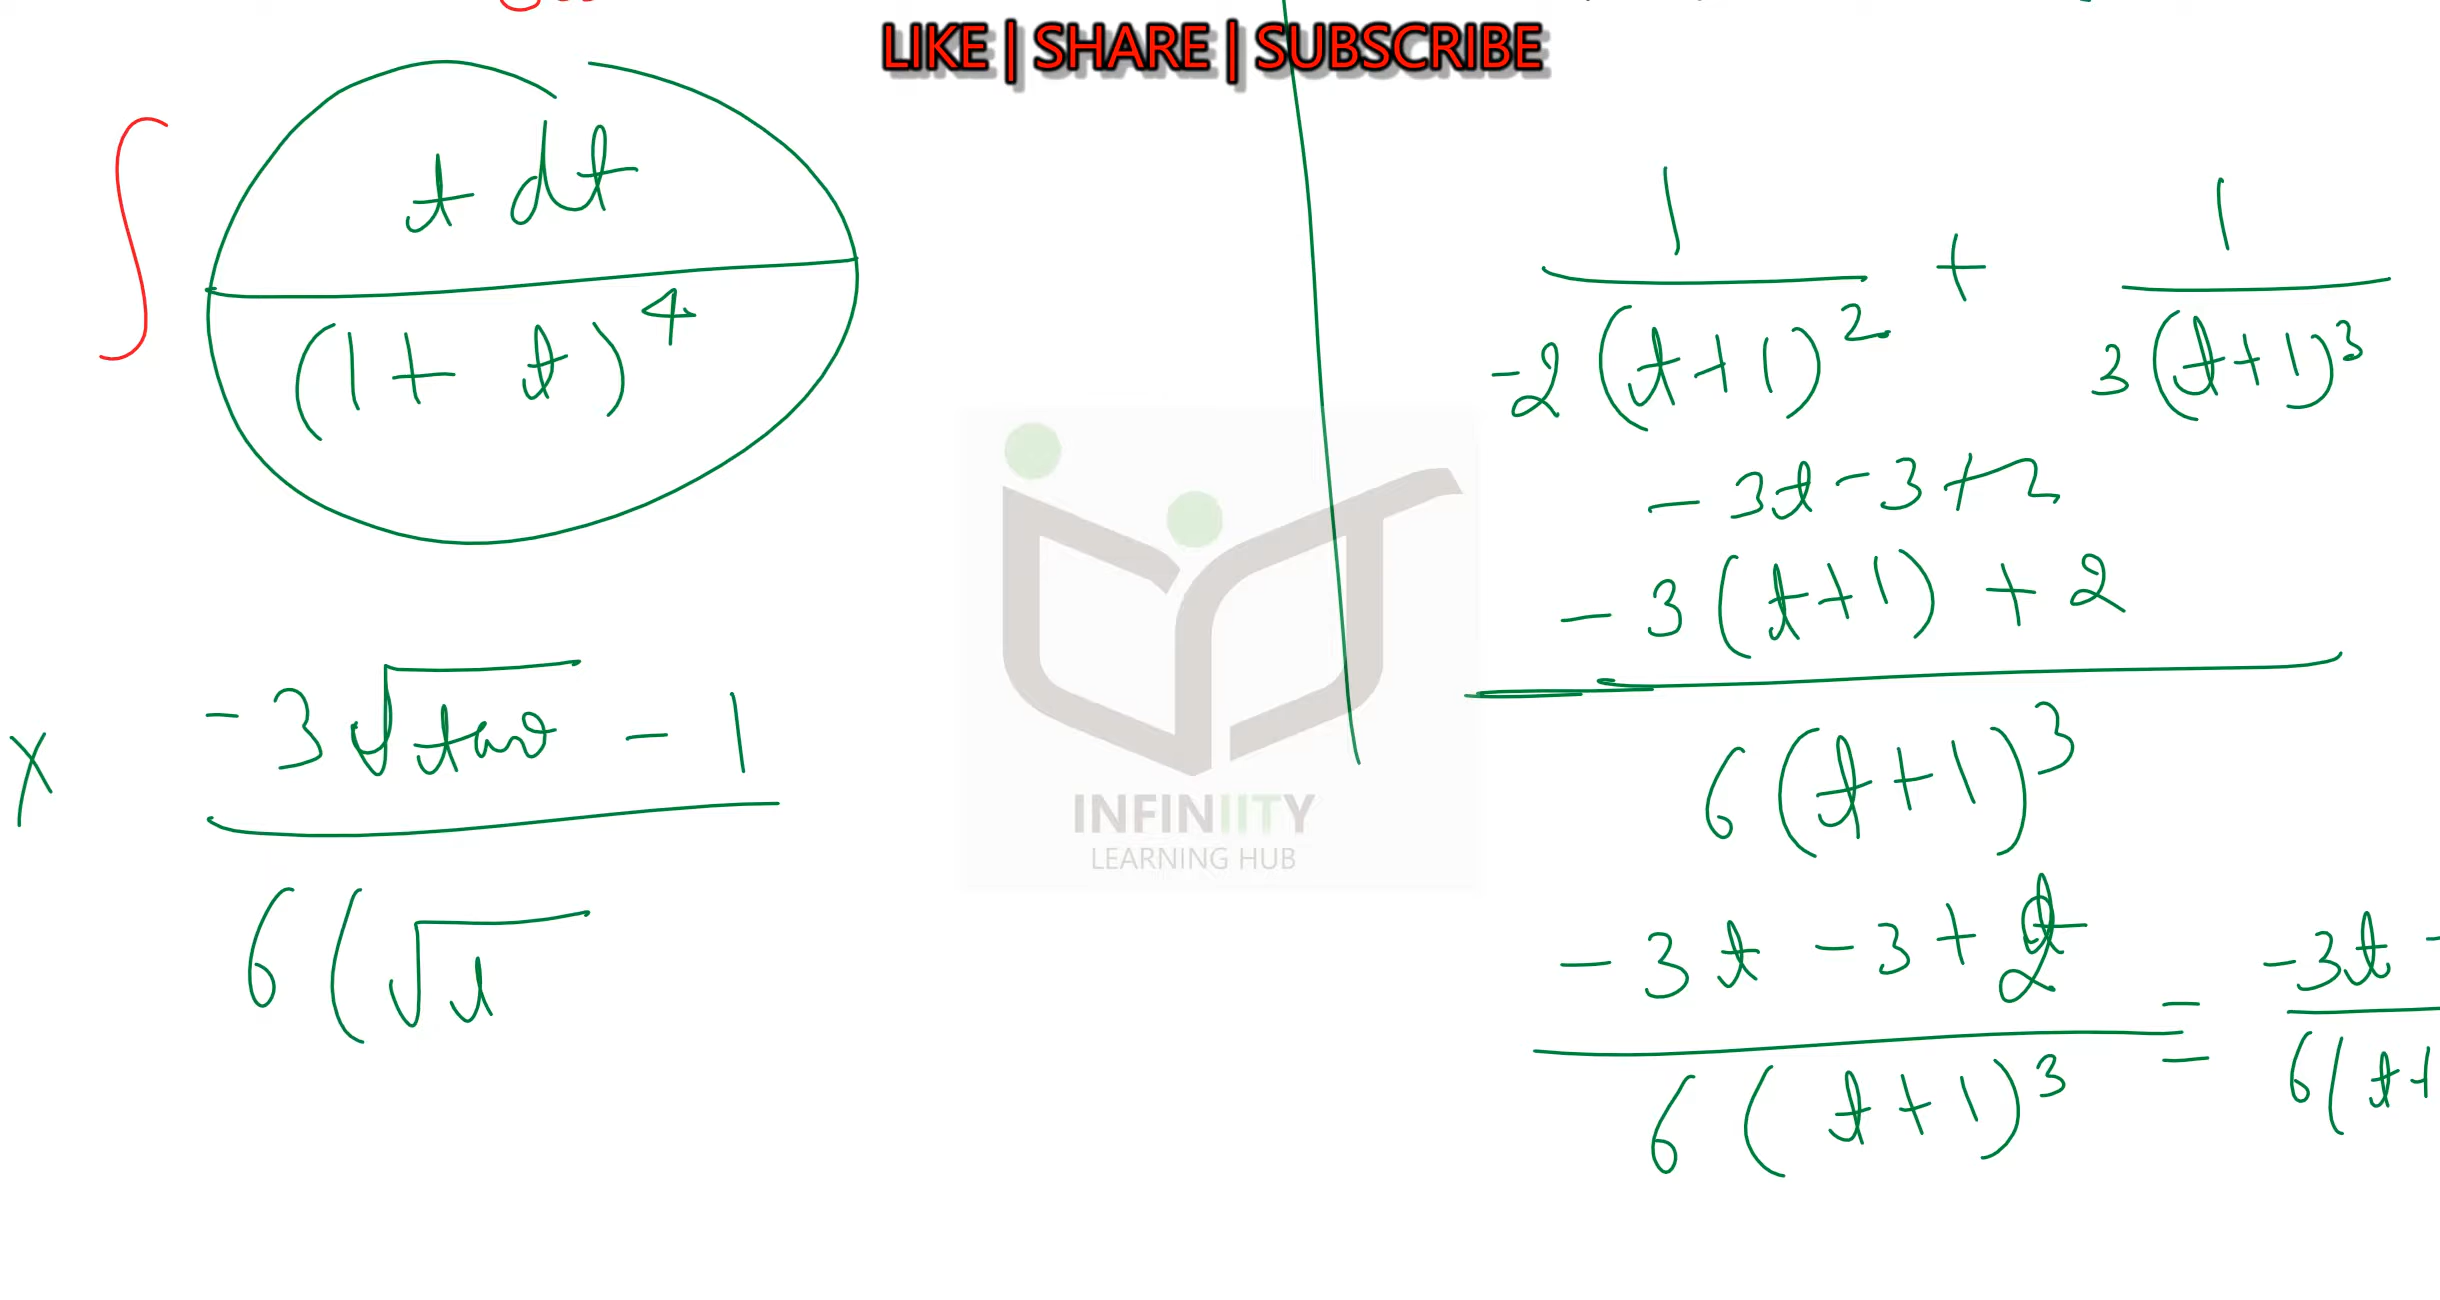 LIKE | SHARE | SUBSCRIBE
∫ t dt / (1 + t)^4
x -3√tanθ - 1 / 6(√t
1 / -2(t+1)^2 + 1 / 3(t+1)^3
-3t-3+2
-3(t+1) + 2 / 6(t+1)^3
-3t-3+2 / 6(t+1)^3 = -3t- / 6(t+
INFINIITY
LEARNING HUB